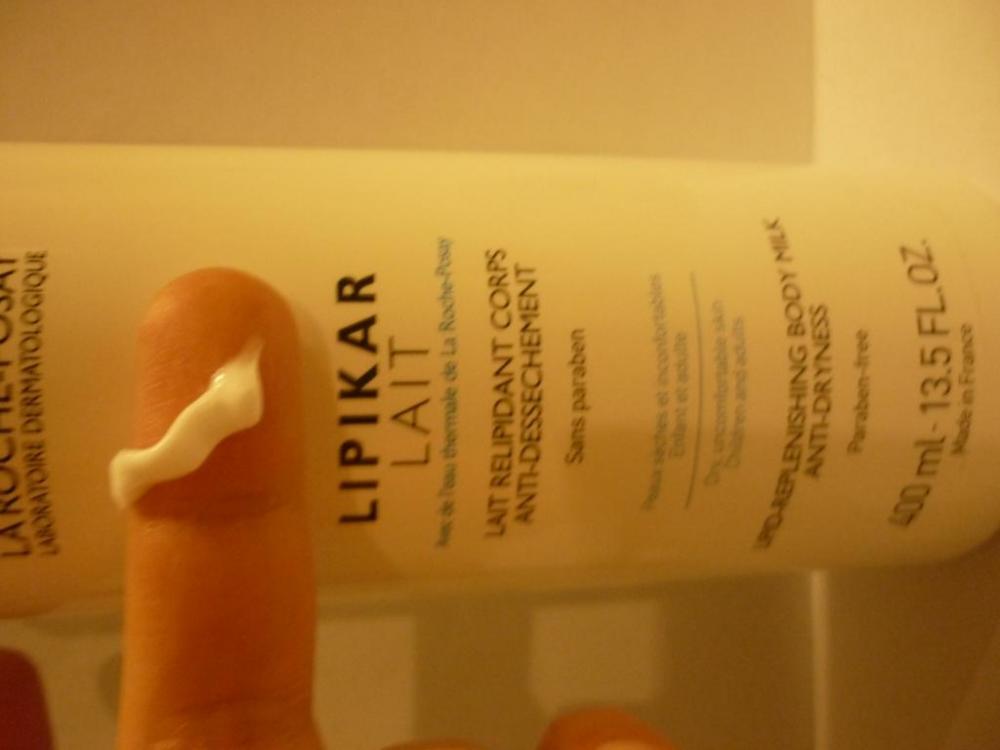 LA ROCHE-POSAY
LABORATOIRE DERMATOLOGIQUE
LIPIKAR
LAIT
Avec de l'eau thermale de La Roche-Posay
LAIT RELIPIDANT CORPS
ANTI-DESSECHEMENT
Sans paraben
Peaux sèches et inconfortables
Enfant et adulte
Dry, uncomfortable skin
Children and adults
LIPID-REPLENISHING BODY MILK
ANTI-DRYNESS
Paraben-free
400 ml - 13.5 FL.OZ.
Made in France